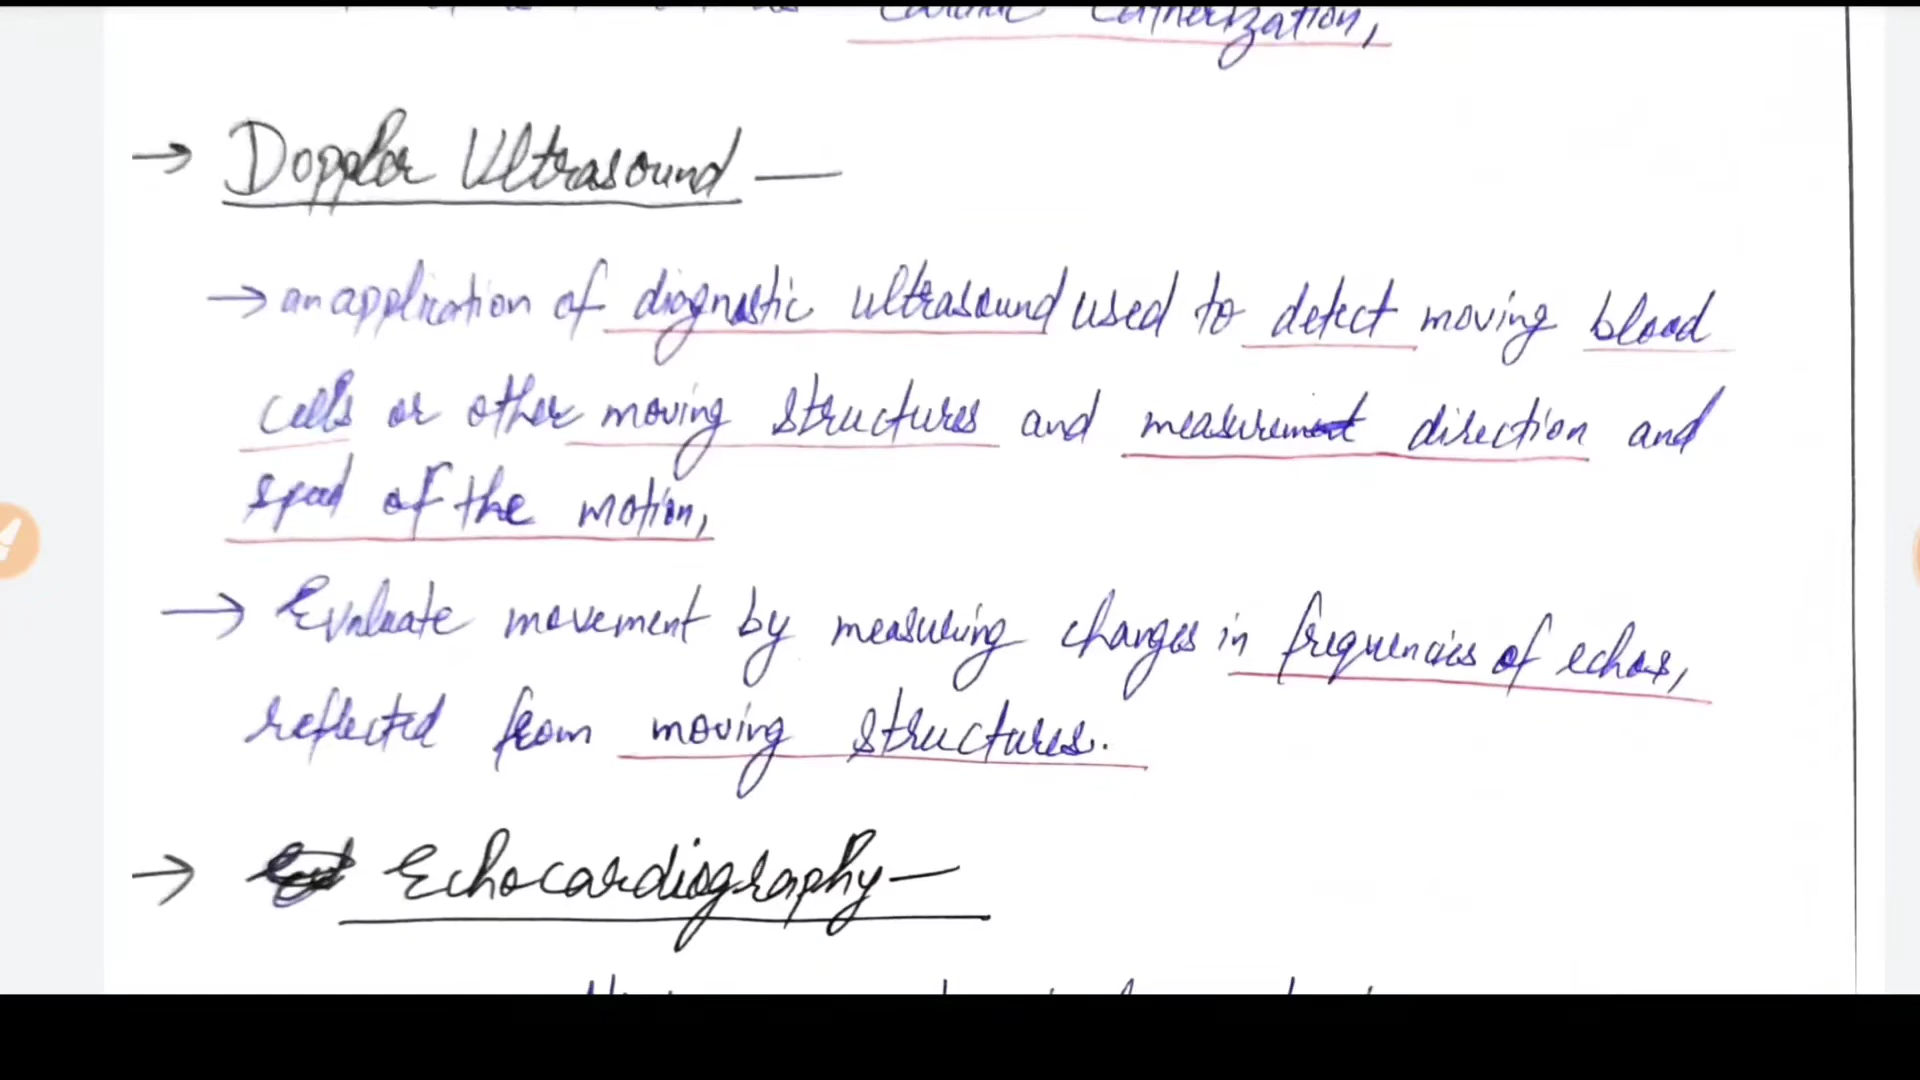 Cardiac Catherization,
→ Doppler Ultrasound —
→ an application of diagnostic ultrasound used to detect moving blood
cells or other moving structures and measurement direction and
speed of the motion,
→ Evaluate movement by measuring changes in frequencies of echos,
reflected from moving structures.
→ Echocardiography —